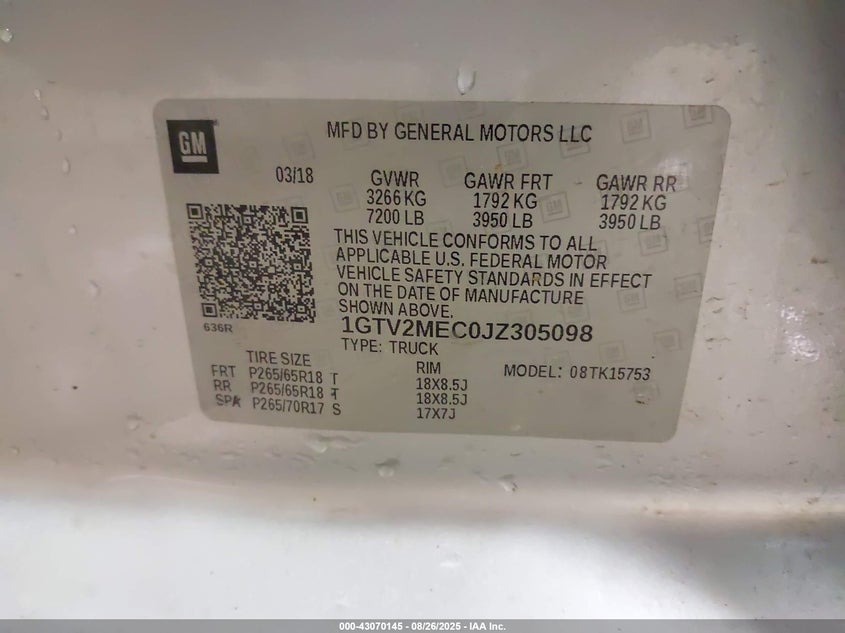 GM
MFD BY GENERAL MOTORS LLC
03/18 GVWR GAWR FRT GAWR RR
3266 KG 1792 KG 1792 KG
7200 LB 3950 LB 3950 LB
THIS VEHICLE CONFORMS TO ALL
APPLICABLE U.S. FEDERAL MOTOR
VEHICLE SAFETY STANDARDS IN EFFECT
ON THE DATE OF MANUFACTURE
SHOWN ABOVE.
636R
1GTV2MEC0JZ305098
TYPE: TRUCK
TIRE SIZE RIM MODEL: 08TK15753
FRT P265/65R18 T 18X8.5J
RR P265/65R18 T 18X8.5J
SPA P265/70R17 S 17X7J
000-43070145 - 08/26/2025 - IAA Inc.